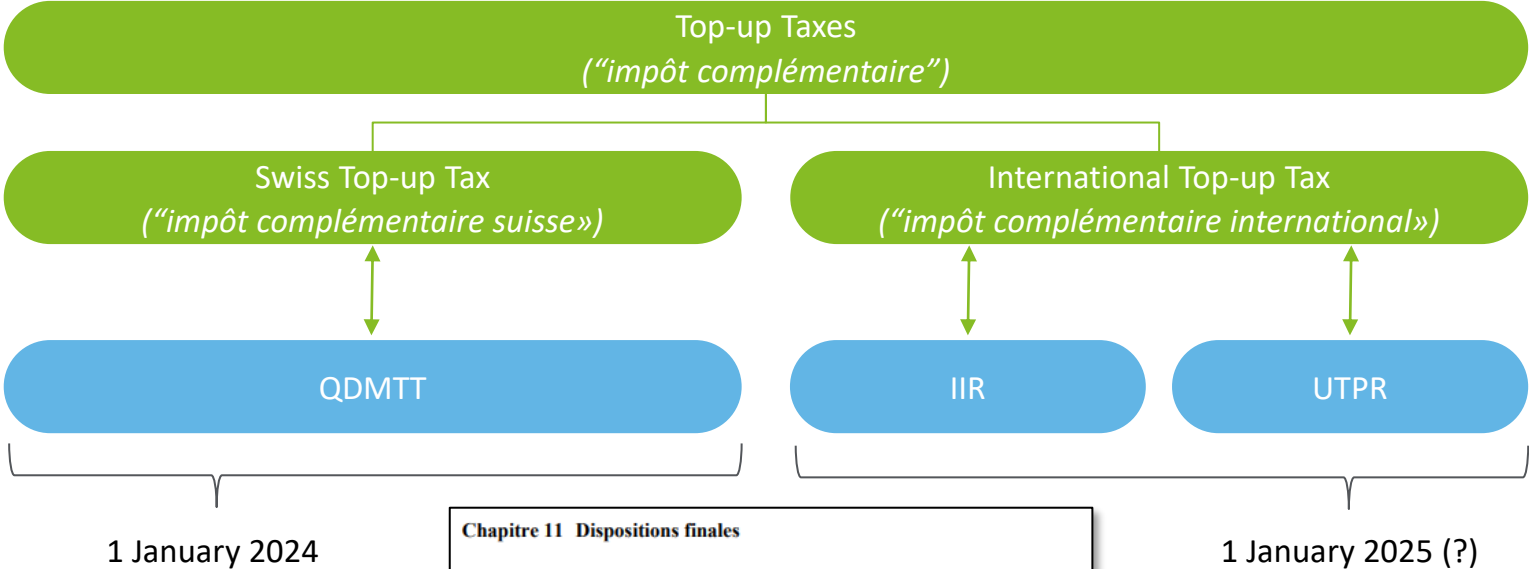 Top-up Taxes
(“impôt complémentaire”)
Swiss Top-up Tax
(“impôt complémentaire suisse»)
International Top-up Tax
(“impôt complémentaire international»)
QDMTT
IIR
UTPR
1 January 2024
Chapitre 11 Dispositions finales
1 January 2025 (?)